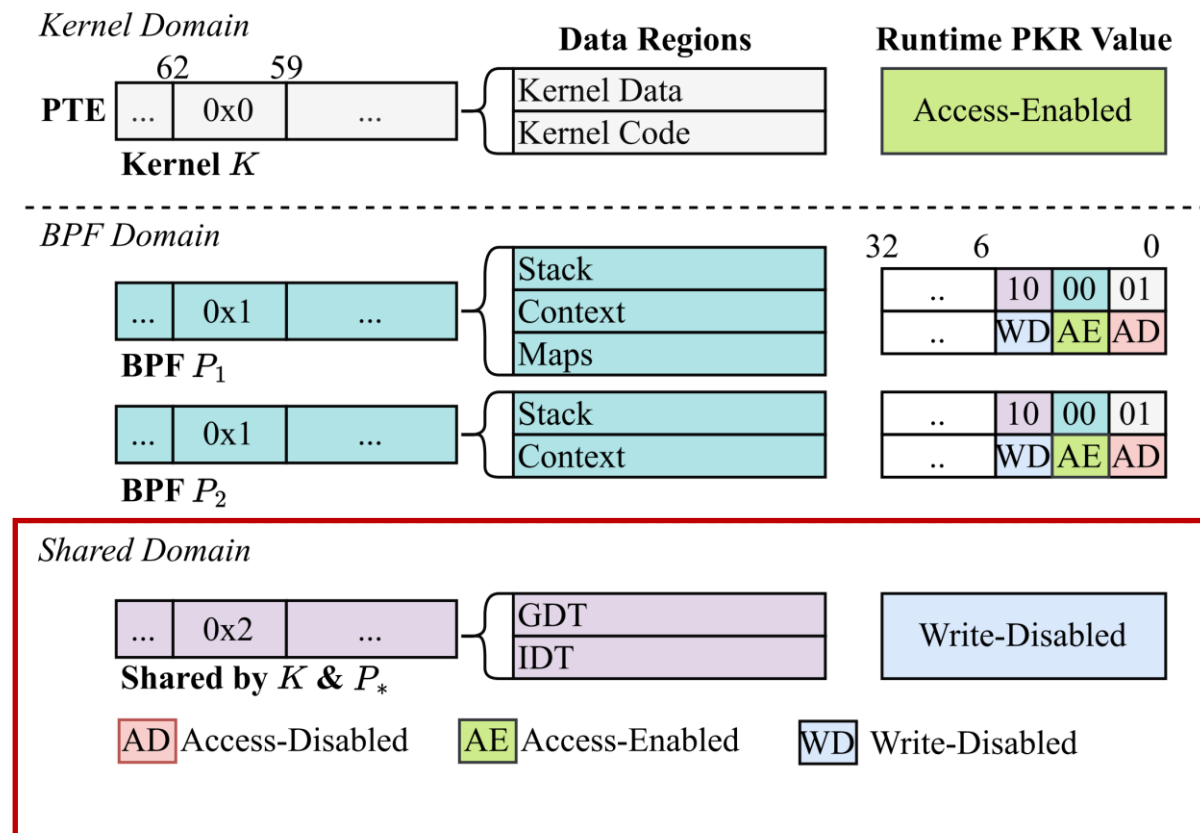 Kernel Domain
Data Regions
Runtime PKR Value
62 59
PTE ... 0x0 ...
Kernel Data
Kernel Code
Access-Enabled
Kernel K
BPF Domain
32 6 0
... 0x1 ...
Stack
Context
Maps
.. 10 00 01
.. WD AE AD
BPF P1
... 0x1 ...
Stack
Context
.. 10 00 01
.. WD AE AD
BPF P2
Shared Domain
... 0x2 ...
GDT
IDT
Write-Disabled
Shared by K & P*
AD Access-Disabled
AE Access-Enabled
WD Write-Disabled